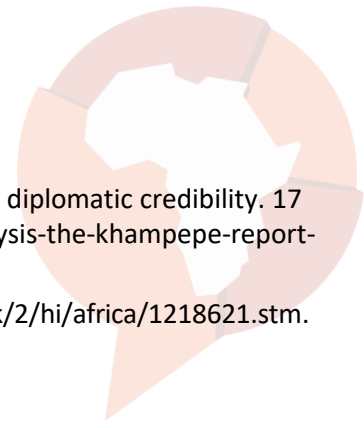 diplomatic credibility. 17
ysis-the-khampepe-report-
k/2/hi/africa/1218621.stm.